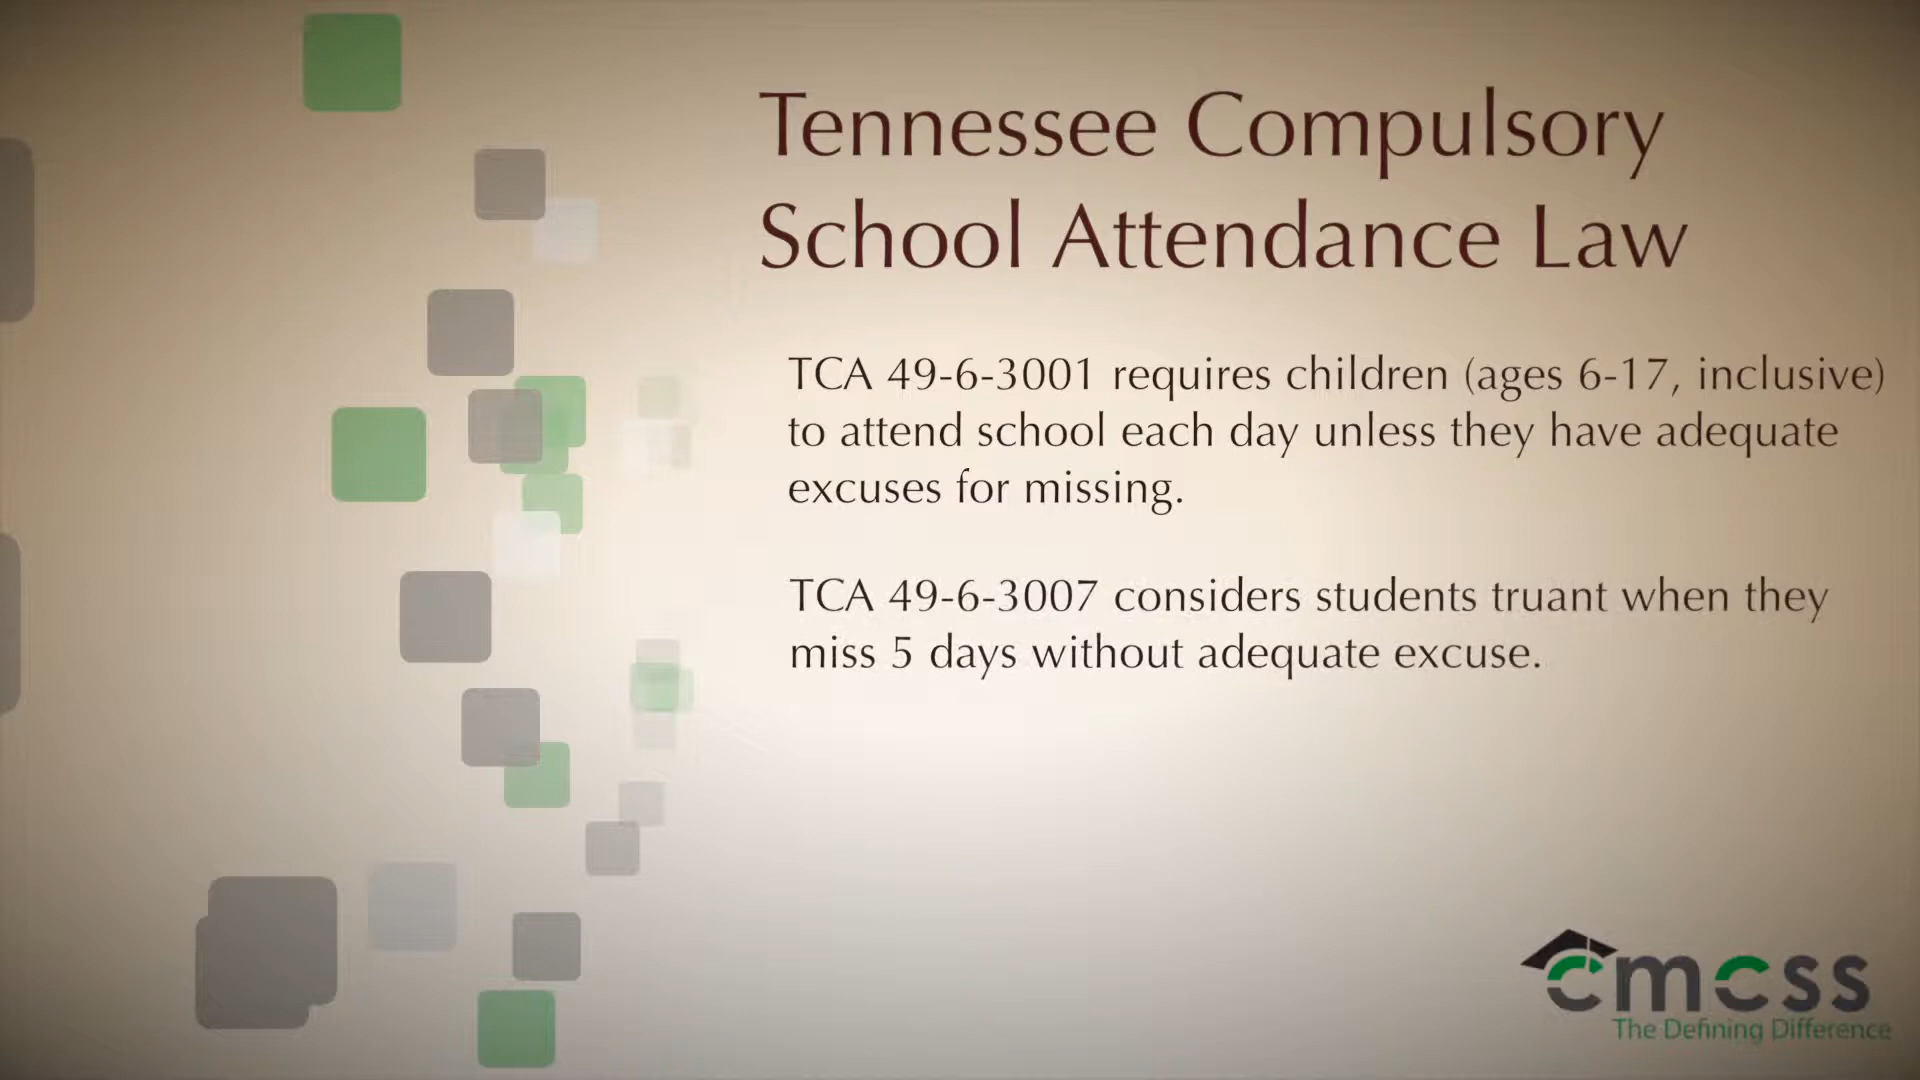 Tennessee Compulsory
School Attendance Law
TCA 49-6-3001 requires children (ages 6-17, inclusive)
to attend school each day unless they have adequate
excuses for missing.
TCA 49-6-3007 considers students truant when they
miss 5 days without adequate excuse.
cmcss
The Defining Difference